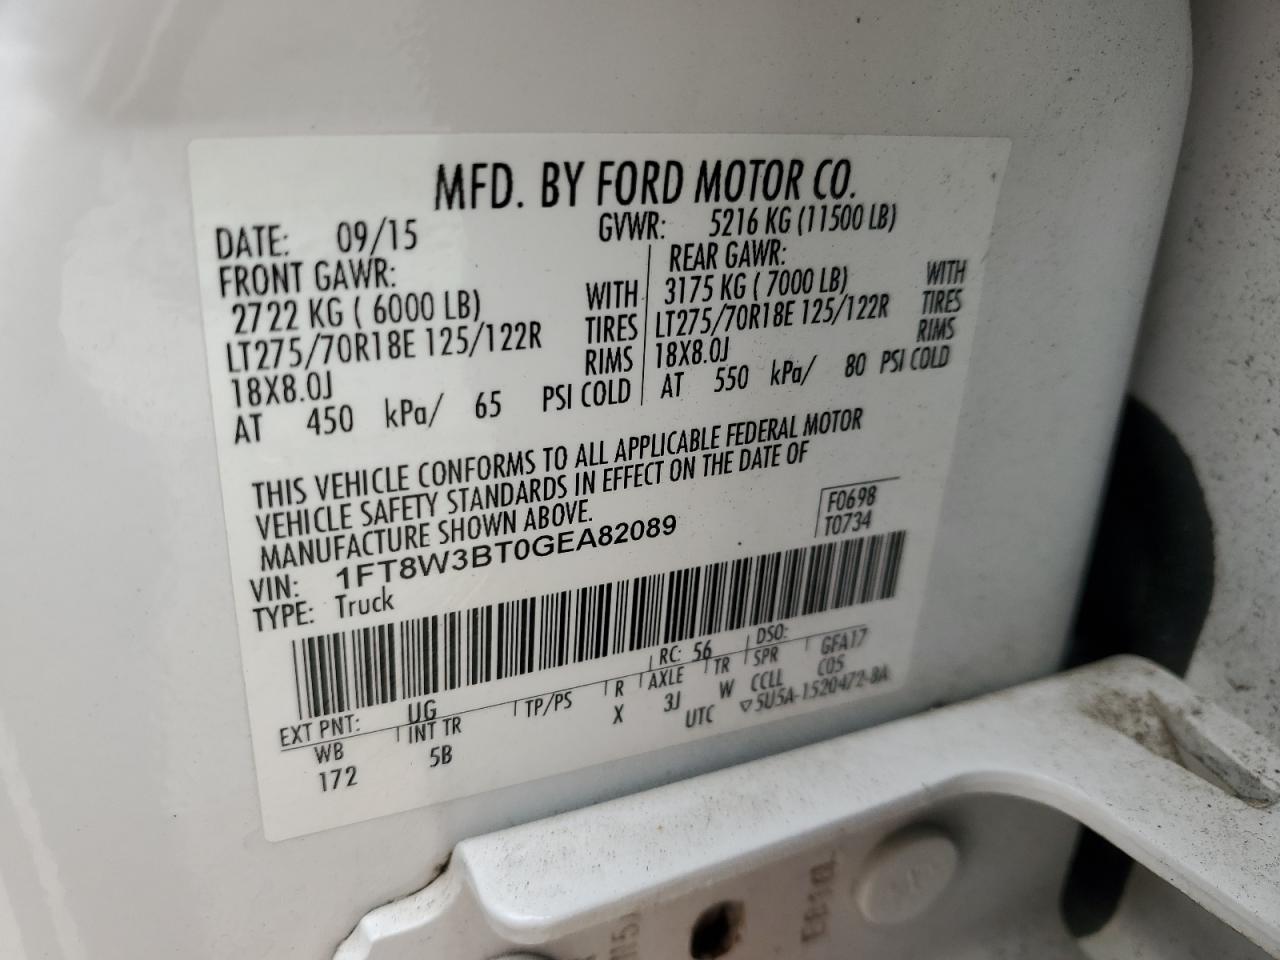 MFD. BY FORD MOTOR CO.
DATE: 09/15 GVWR: 5216 KG (11500 LB)
FRONT GAWR: REAR GAWR:
2722 KG ( 6000 LB) WITH 3175 KG ( 7000 LB) WITH
LT275/70R18E 125/122R TIRES LT275/70R18E 125/122R TIRES
18X8.0J RIMS 18X8.0J RIMS
AT 450 kPa/ 65 PSI COLD AT 550 kPa/ 80 PSI COLD
THIS VEHICLE CONFORMS TO ALL APPLICABLE FEDERAL MOTOR
VEHICLE SAFETY STANDARDS IN EFFECT ON THE DATE OF
MANUFACTURE SHOWN ABOVE.
F0698
T0734
VIN: 1FT8W3BT0GEA82089
TYPE: Truck
EXT PNT: UG RC: 56 DSO:
WB INT TR TP/PS R AXLE TR SPR GFA17
172 5B X 3J W CCLL C05
UTC ▽5U5A-1520472-BA